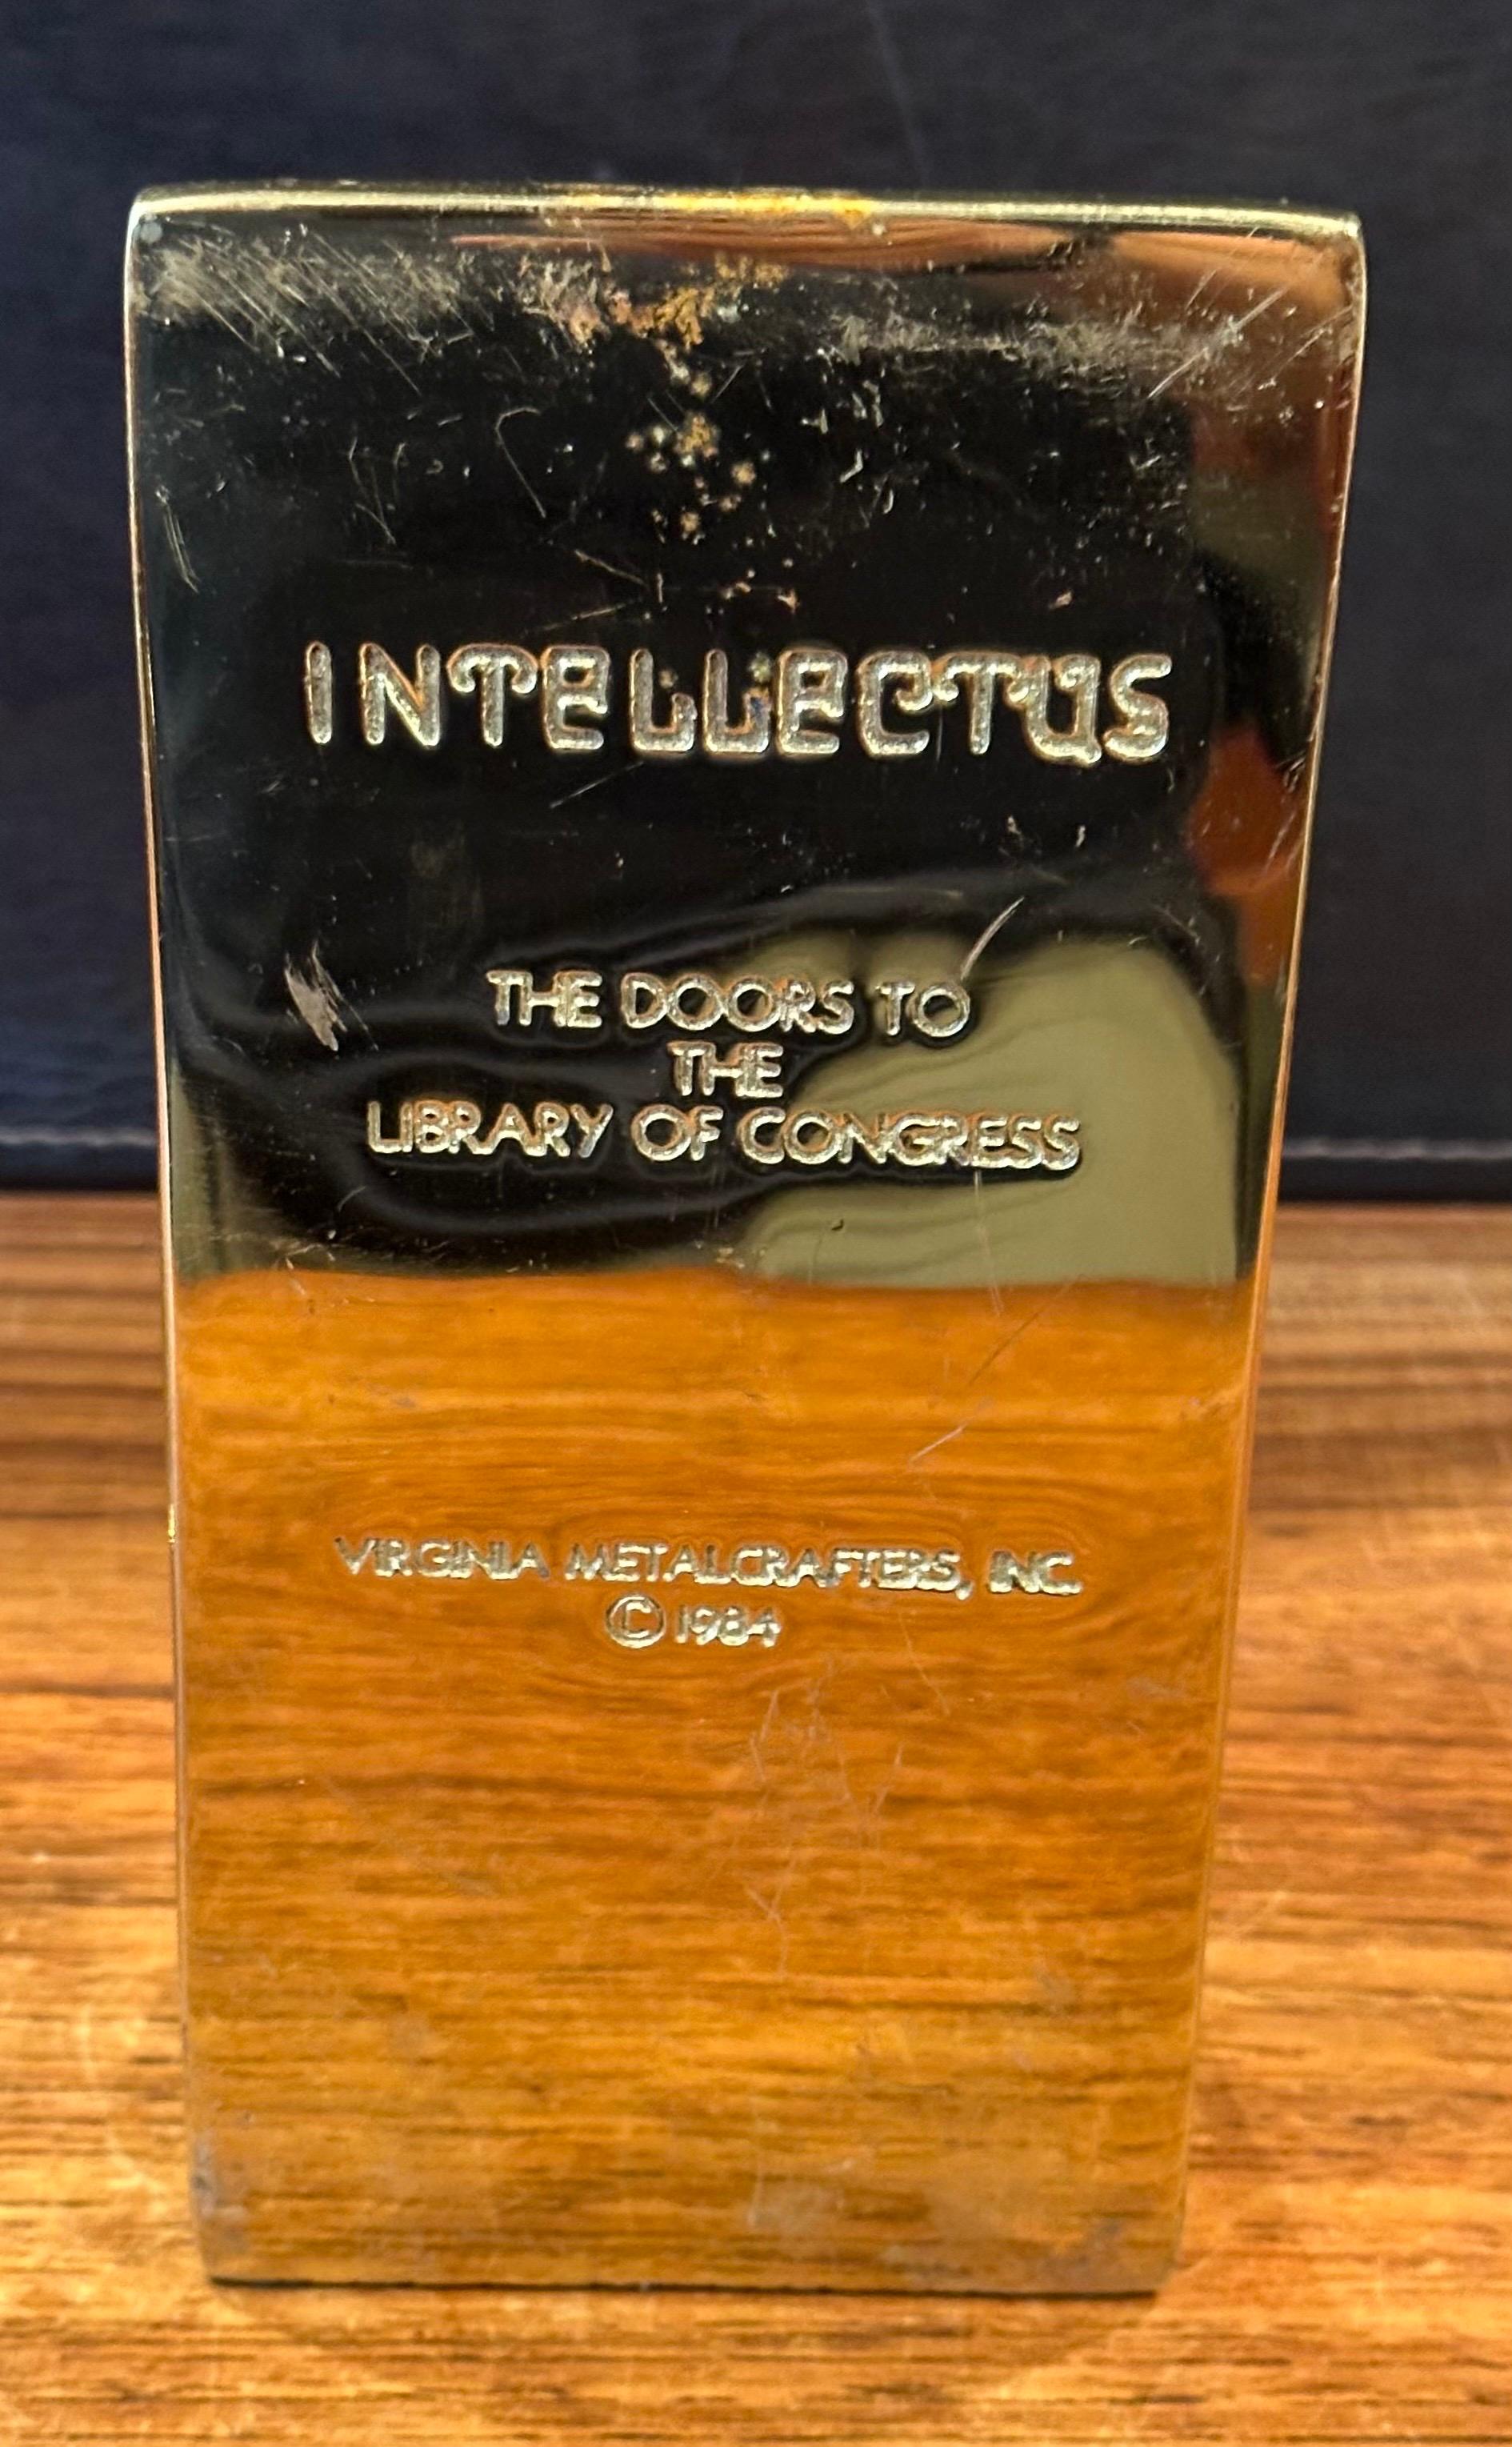 INTELLECTUS
THE DOORS TO
THE
LIBRARY OF CONGRESS
VIRGINIA METALCRAFTERS, INC.
© 1984